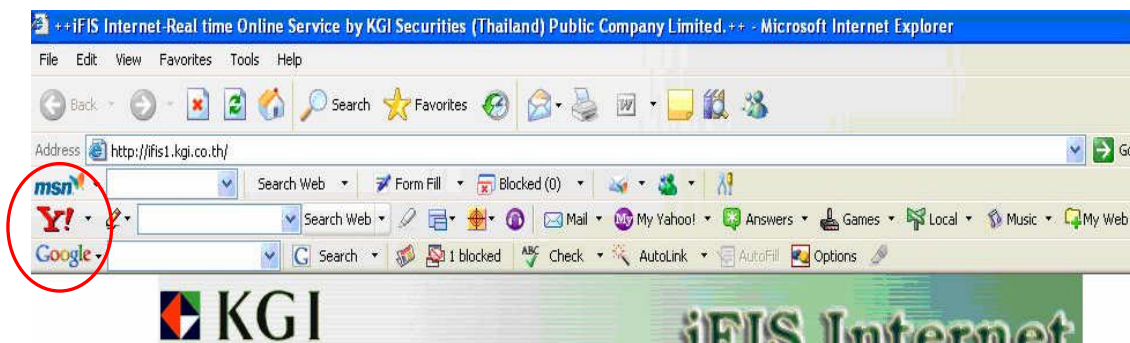 ++iFIS Internet-Real time Online Service by KGI Securities (Thailand) Public Company Limited.++ - Microsoft Internet Explorer
File Edit View Favorites Tools Help
Back Search Favorites W
Address http://ifis1.kgi.co.th/ Go
msn Search Web Form Fill Blocked (0)
Y! Search Web Mail My Yahoo! Answers Games Local Music My Web
Google G Search 1 blocked ABC Check AutoLink AutoFill Options
KGI iFIS Internet